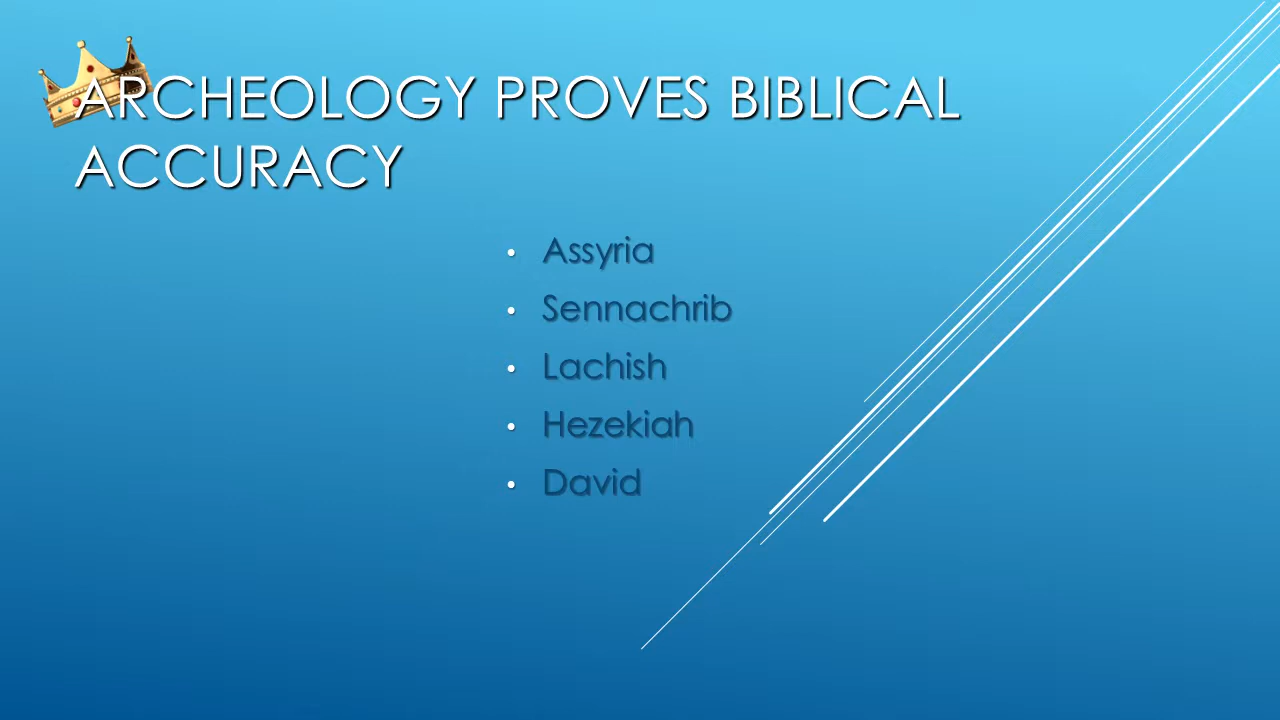 ARCHEOLOGY PROVES BIBLICAL
ACCURACY
• Assyria
• Sennachrib
• Lachish
• Hezekiah
• David